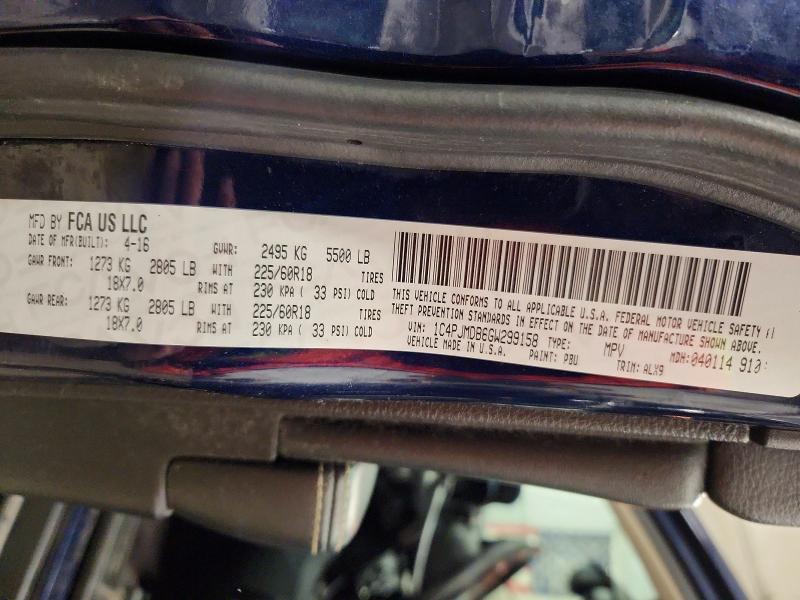 MFD BY FCA US LLC
DATE OF MFR(BUILT): 4-16 GVWR: 2495 KG 5500 LB
GAWR FRONT: 1273 KG 2805 LB WITH 225/60R18 TIRES
18X7.0 RIMS AT 230 KPA ( 33 PSI) COLD
GAWR REAR: 1273 KG 2805 LB WITH 225/60R18 TIRES
18X7.0 RIMS AT 230 KPA ( 33 PSI) COLD
THIS VEHICLE CONFORMS TO ALL APPLICABLE U.S.A. FEDERAL MOTOR VEHICLE SAFETY
THEFT PREVENTION STANDARDS IN EFFECT ON THE DATE OF MANUFACTURE SHOWN ABOVE.
VIN: 1C4PJMDB6GW299158 TYPE: MPV MDH: 040114 910
VEHICLE MADE IN U.S.A. PAINT: PBU TRIM: ALX9